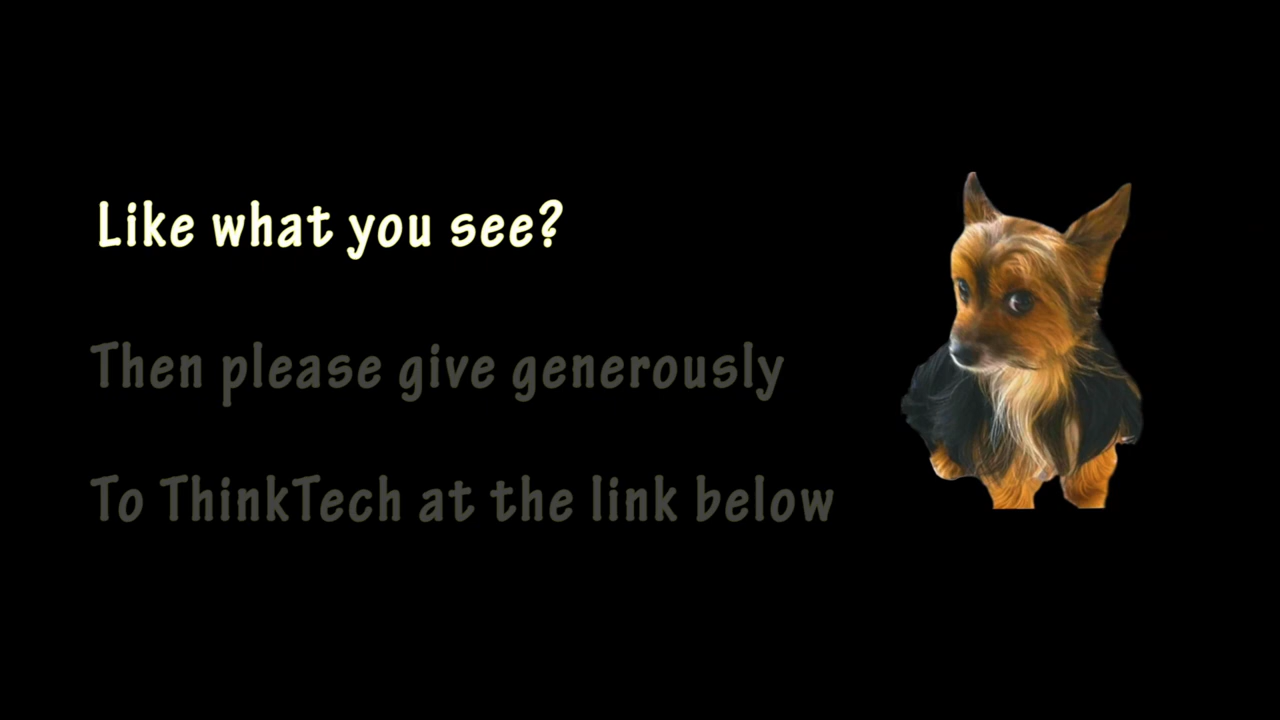 Like what you see?
Then please give generously
To ThinkTech at the link below